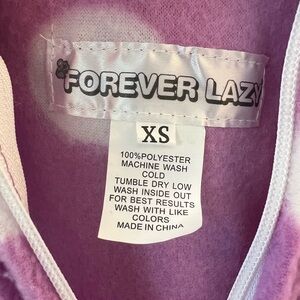 FOREVER LAZY
XS
100%POLYESTER
MACHINE WASH
COLD
TUMBLE DRY LOW
WASH INSIDE OUT
FOR BEST RESULTS
WASH WITH LIKE
COLORS
MADE IN CHINA